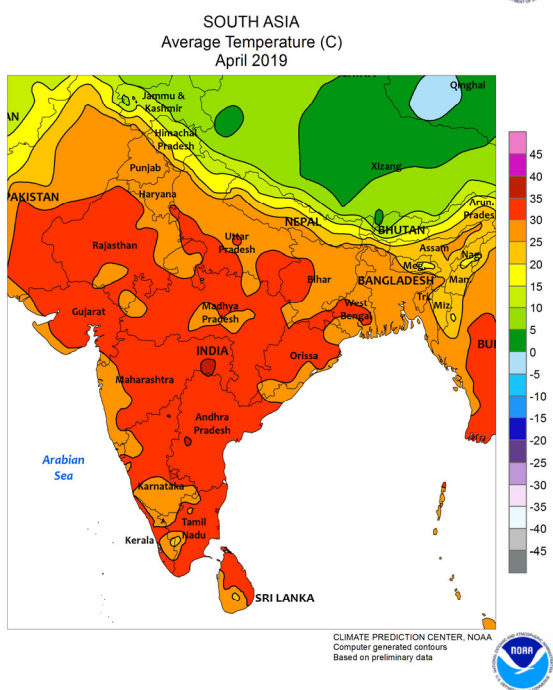 SOUTH ASIA
Average Temperature (C)
April 2019
Qinghai
Jammu &
Kashmir
Himachal
Pradesh
Xizang
Punjab
PAKISTAN
Haryana
NEPAL
BHUTAN
Arun.
Prades
Rajasthan
Uttar
Pradesh
Assam
Meg.
Nag.
Bihar
BANGLADESH
Man.
Gujarat
Madhya
Pradesh
West
Bengal
Tri.
Miz.
INDIA
Orissa
BU
Maharashtra
Andhra
Pradesh
Arabian
Sea
Karnataka
Tamil
Nadu
Kerala
SRI LANKA
45
40
35
30
25
20
15
10
5
0
-5
-10
-15
-20
-25
-30
-35
-40
-45
CLIMATE PREDICTION CENTER, NOAA
Computer generated contours
Based on preliminary data
NOAA